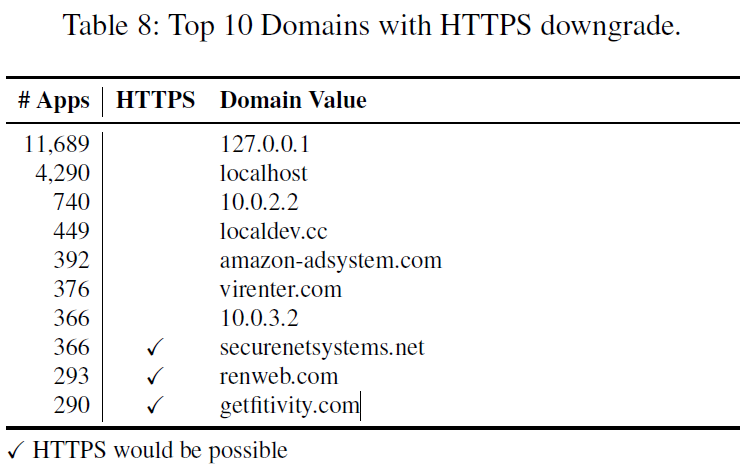 Table 8: Top 10 Domains with HTTPS downgrade.
# Apps HTTPS Domain Value
11,689 127.0.0.1
4,290 localhost
740 10.0.2.2
449 localdev.cc
392 amazon-adsystem.com
376 virenter.com
366 10.0.3.2
366 ✓ securenetsystems.net
293 ✓ renweb.com
290 ✓ getfitivity.com
✓ HTTPS would be possible